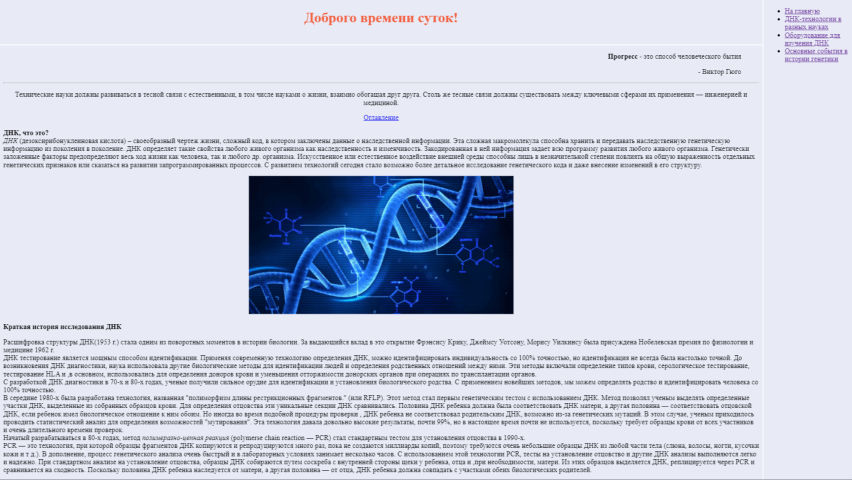 Доброго времени суток!
Прогресс - это способ человеческого бытия
- Виктор Гюго
Технические науки должны развиваться в тесной связи с естественными, в том числе науками о жизни, взаимно обогащая друг друга. Столь же тесные связи должны существовать между ключевыми сферами их применения — инженерией и
медициной.
Оглавление
ДНК, что это?
ДНК (дезоксирибонуклеиновая кислота) – своеобразный чертеж жизни, сложный код, в котором заключены данные о наследственной информации. Эта сложная макромолекула способна хранить и передавать наследственную генетическую
информацию из поколения в поколение. ДНК определяет такие свойства любого живого организма как наследственность и изменчивость. Закодированная в ней информация задает всю программу развития любого живого организма. Генетически
заложенные факторы предопределяют весь ход жизни как человека, так и любого др. организма. Искусственное или естественное воздействие внешней среды способны лишь в незначительной степени повлиять на общую выраженность отдельных
генетических признаков или сказаться на развитии запрограммированных процессов. С развитием технологий сегодня стало возможно более детальное исследование генетического кода и даже внесение изменений в его структуру.
Краткая история исследования ДНК
Расшифровка структуры ДНК(1953 г.) стала одним из поворотных моментов в истории биологии. За выдающийся вклад в это открытие Фрэнсису Крику, Джеймсу Уотсону, Морису Уилкинсу была присуждена Нобелевская премия по физиологии и
медицине 1962 г.
ДНК тестирование является мощным способом идентификации. Применяя современную технологию определения ДНК, можно идентифицировать индивидуальность со 100% точностью, но идентификация не всегда была настолько точной. До
возникновения ДНК диагностики, наука использовала другие биологические методы для идентификации людей и определения родственных отношений между ними. Эти методы включали определение типов крови, серологическое тестирование,
тестирование HLA и ,в основном, использовались для определения доноров крови и уменьшения отторжимости донорских органов при операциях по трансплантации органов.
С разработкой ДНК диагностики в 70-х и 80-х годах, ученые получили сильное орудие для идентификации и установления биологического родства. С применением новейших методов, мы можем определять родство и идентифицировать человека со
100% точностью.
В середине 1980-х была разработана технология, названная "полиморфизм длины рестрикционных фрагментов." (или RFLP). Этот метод стал первым генетическим тестом с использованием ДНК. Метод позволял ученым выделять определенные
участки ДНК, выделенные из собранных образцов крови. Для определения отцовства эти уникальные секции ДНК сравнивались. Половина ДНК ребенка должна была соответствовать ДНК матери, а другая половина — соответствовать отцовской
ДНК, если ребенок имел биологическое отношение к ним обоим. Но иногда во время подобной процедуры проверки , ДНК ребенка не соответствовал родительским ДНК, возможно из-за генетических мутаций. В этом случае, ученым приходилось
проводить статистический анализ для определения возможностей "мутирования". Эта технология давала довольно высокие результаты, почти 99%, но в настоящее время почти не используется, поскольку требует образцы крови от всех участников
и очень длительного времени проверок.
Начатый разрабатываться в 80-х годах, метод полимеразно-цепная реакция (polymerase chain reaction — PCR) стал стандартным тестом для установления отцовства в 1990-х.
PCR — это технология, при которой образцы фрагментов ДНК копируются и репродуцируются много раз, пока не создаются миллиарды копий, поэтому требуются очень небольшие образцы ДНК из любой части тела (слюна, волосы, ногти, кусочки
кожи и т.д.). В дополнение, процесс генетического анализа очень быстрый и в лабораторных условиях занимает несколько часов. С использованием этой технологии PCR, тесты на установление отцовство и другие ДНК анализы выполняются легко
и надежно. При стандартном анализе на установление отцовства, образцы ДНК собираются путем соскреба с внутренней стороны щеки у ребенка, отца и ,при необходимости, матери. Из этих образцов выделяется ДНК, реплицируется через PCR и
сравнивается на сходность. Поскольку половина ДНК ребенка наследуется от матери, а другая половина — от отца, ДНК ребенка должна совпадать с участками обеих биологических родителей.
На главную
ДНК-технологии в
разных науках
Оборудование для
изучения ДНК
Основные события в
истории генетики